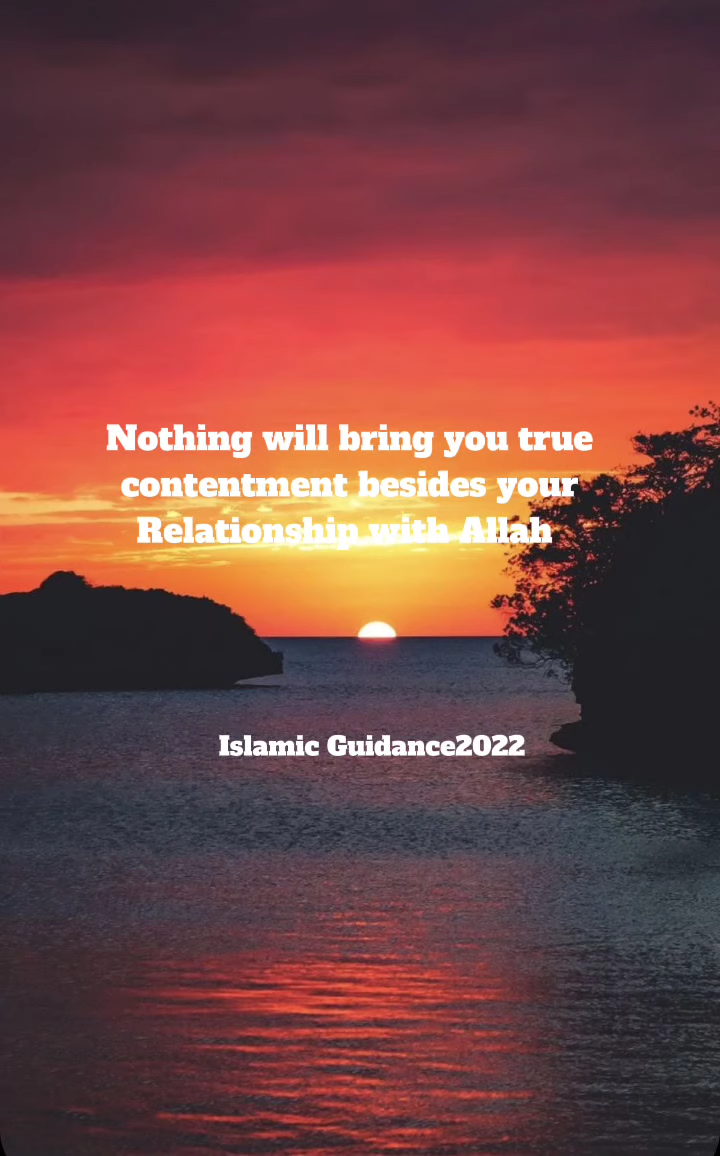 Nothing will bring you true
contentment besides your
Relationship with Allah
Islamic Guidance2022